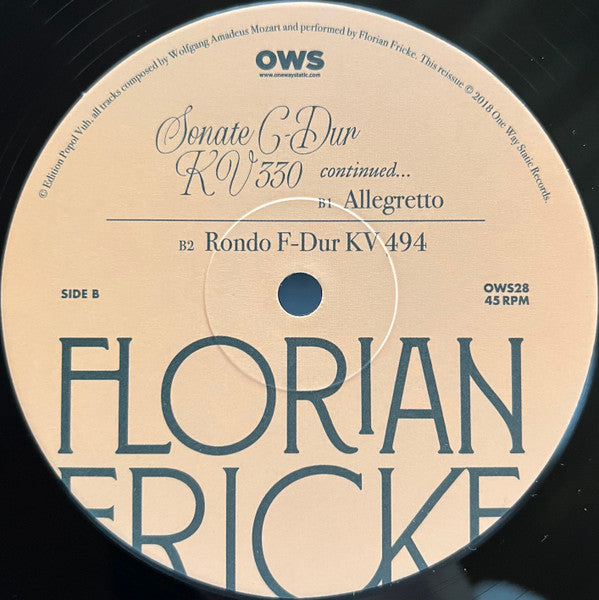 © Edition Popol Vuh, all tracks composed by Wolfgang Amadeus Mozart and performed by Florian Fricke. This reissue © 2018 One Way Static Records.
OWS
www.onewaystatic.com
Sonate C-Dur
KV 330 continued...
B1 Allegretto
B2 Rondo F-Dur KV 494
SIDE B
OWS28
45 RPM
FLORIAN
FRICKE